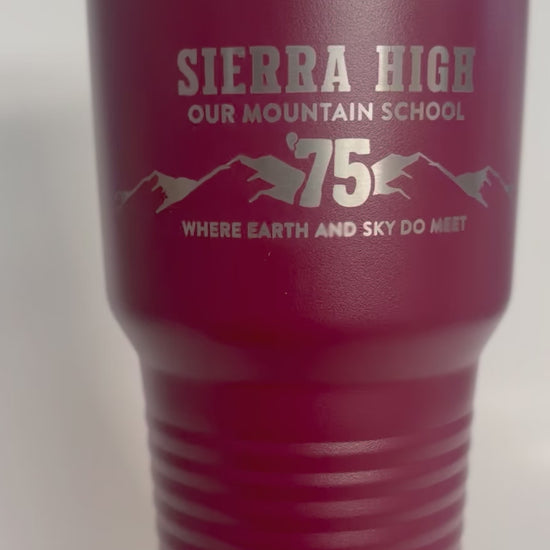 SIERRA HIGH
OUR MOUNTAIN SCHOOL
'75
WHERE EARTH AND SKY DO MEET